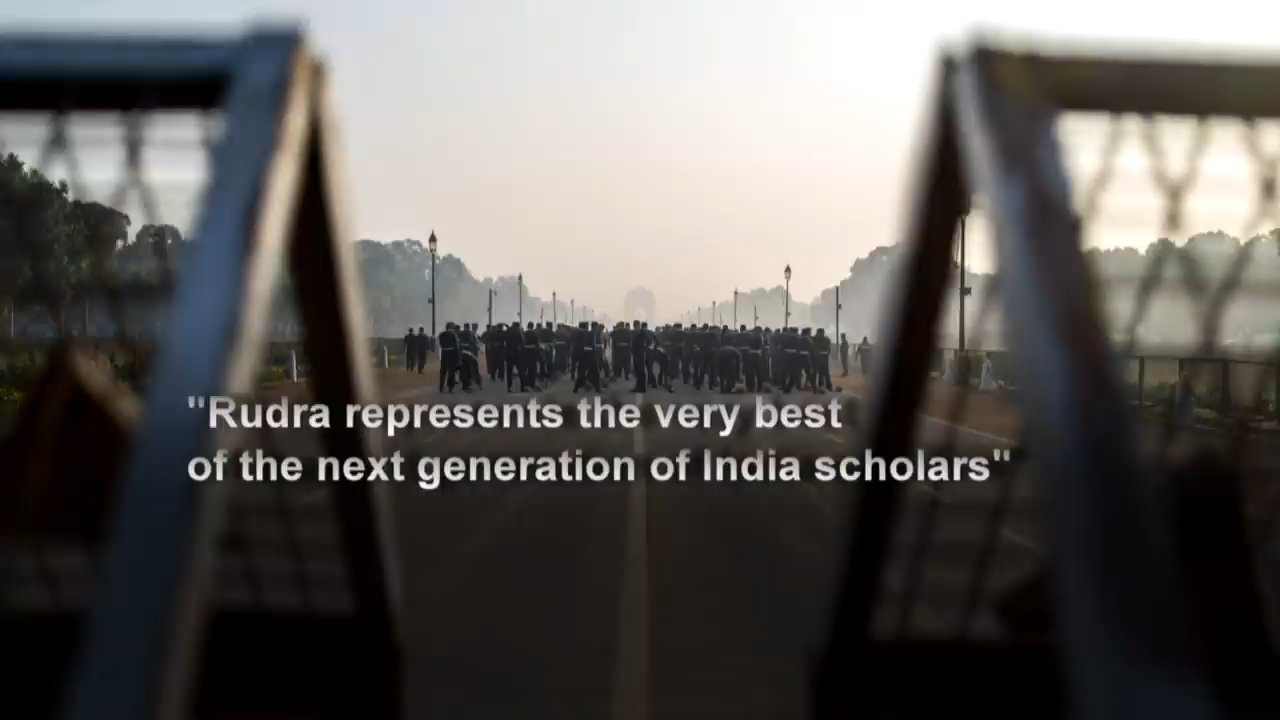 "Rudra represents the very best
of the next generation of India scholars"